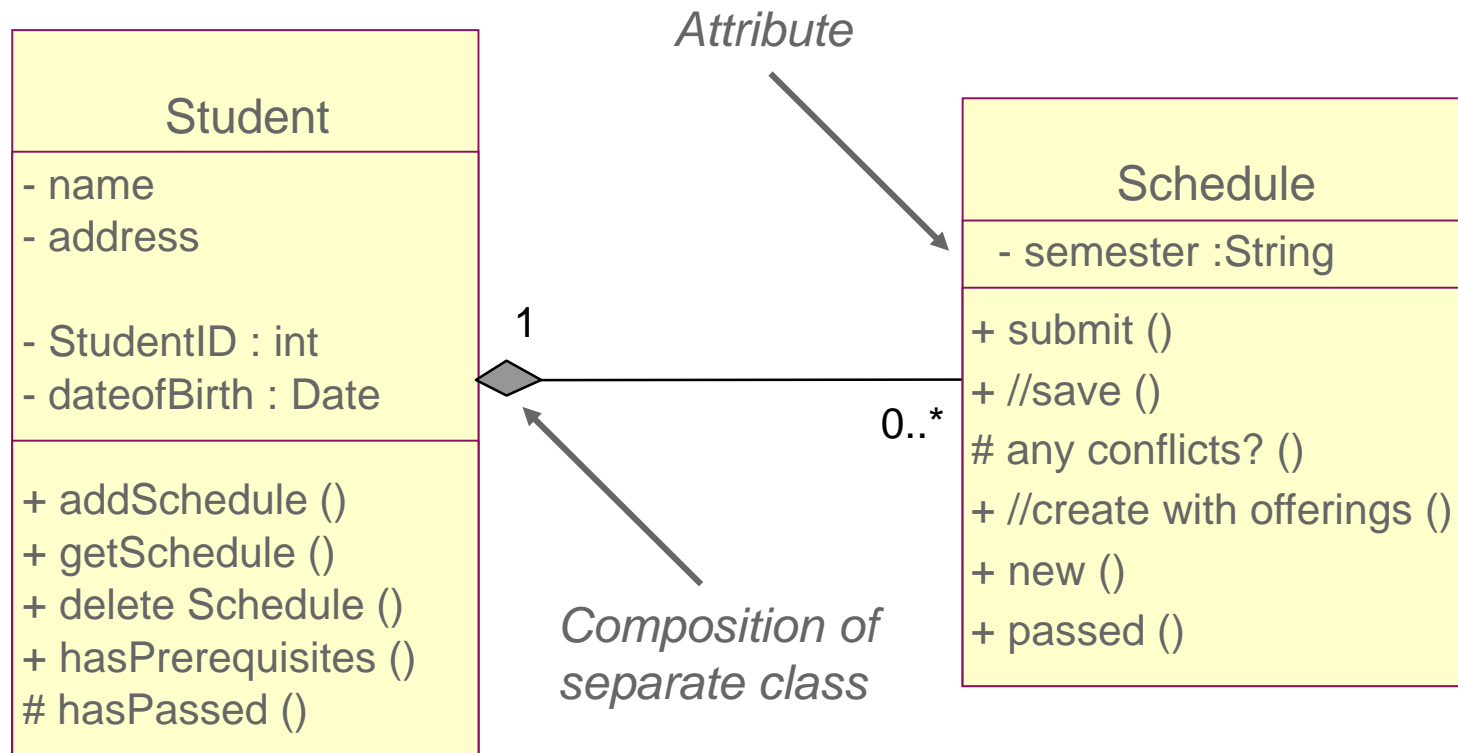 Attribute
Student
- name
- address
- StudentID : int
- dateofBirth : Date
+ addSchedule ()
+ getSchedule ()
+ delete Schedule ()
+ hasPrerequisites ()
# hasPassed ()
1
0..*
Composition of
separate class
Schedule
- semester :String
+ submit ()
+ //save ()
# any conflicts? ()
+ //create with offerings ()
+ new ()
+ passed ()